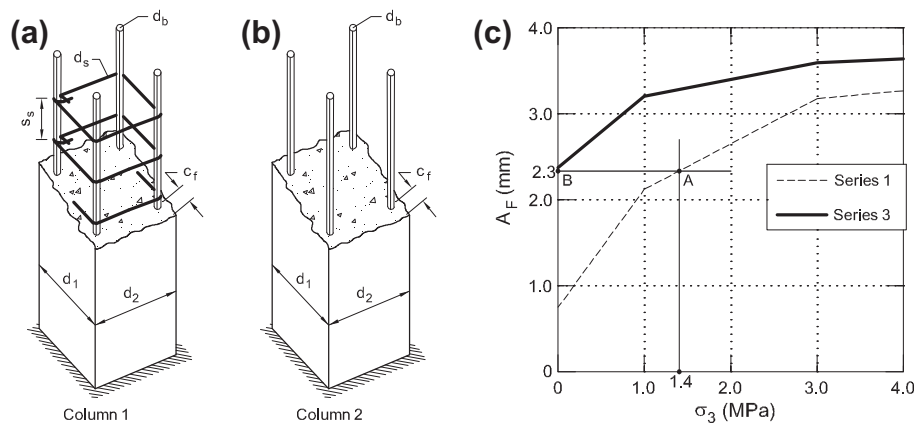 (a)
d_b
d_s
s_s
c_f
d_1
d_2
Column 1
(b)
d_b
c_f
d_1
d_2
Column 2
(c)
4.0
3.0
2.3
2.0
1.0
0
A_F (mm)
B
A
Series 1
Series 3
0
1.0
1.4
2.0
3.0
4.0
σ_3 (MPa)